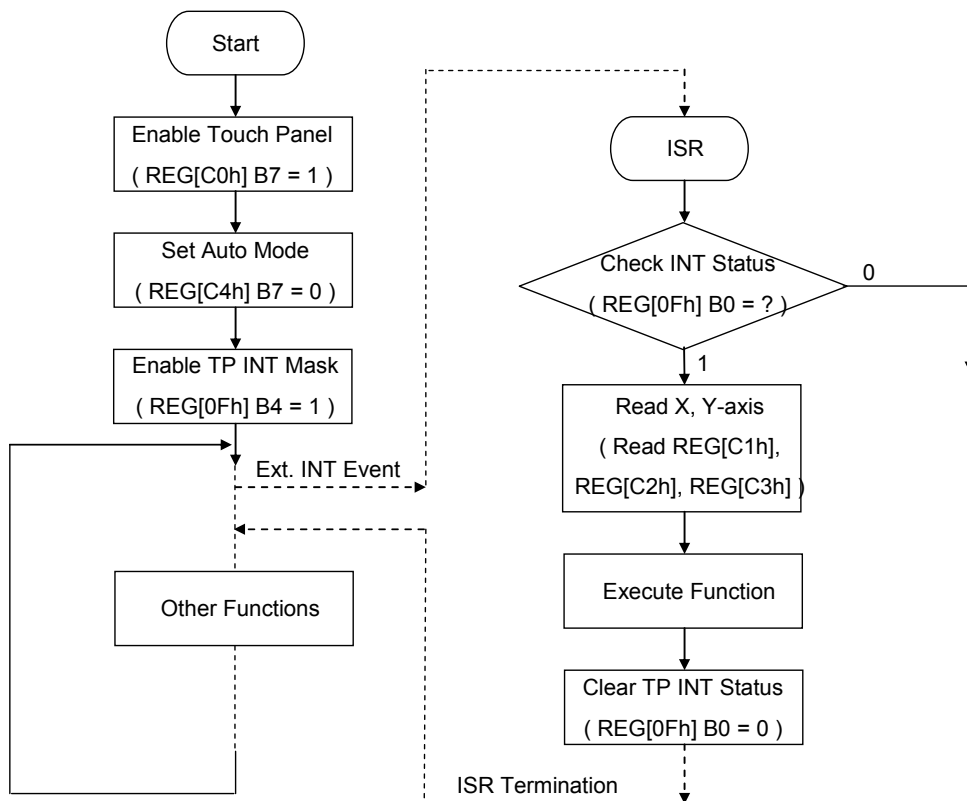 Start
Enable Touch Panel
( REG[C0h] B7 = 1 )
Set Auto Mode
( REG[C4h] B7 = 0 )
Enable TP INT Mask
( REG[0Fh] B4 = 1 )
Ext. INT Event
Other Functions
ISR
Check INT Status
( REG[0Fh] B0 = ? )
0
1
Read X, Y-axis
( Read REG[C1h],
REG[C2h], REG[C3h] )
Execute Function
Clear TP INT Status
( REG[0Fh] B0 = 0 )
ISR Termination